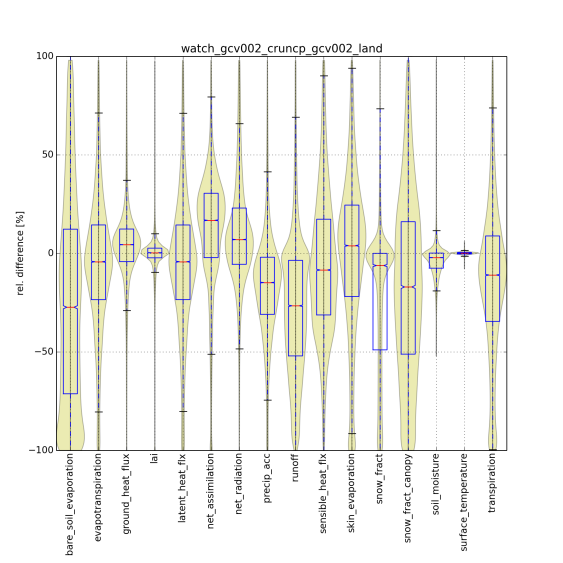 watch_gcv002_cruncp_gcv002_land
rel. difference [%]
100
50
0
−50
−100
bare_soil_evaporation
evapotranspiration
ground_heat_flux
lai
latent_heat_flx
net_assimilation
net_radiation
precip_acc
runoff
sensible_heat_flx
skin_evaporation
snow_fract
snow_fract_canopy
soil_moisture
surface_temperature
transpiration